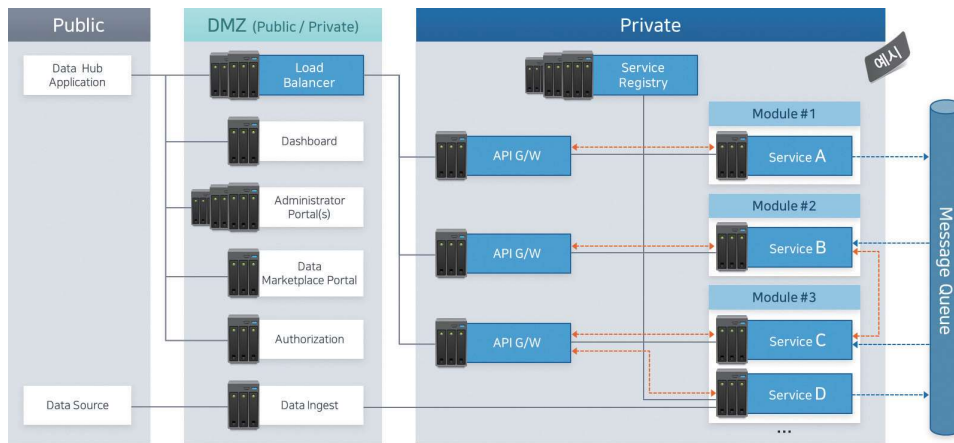 Public
DMZ (Public / Private)
Private
예시
Data Hub
Application
Load
Balancer
Service
Registry
Dashboard
Administrator
Portal(s)
Data
Marketplace Portal
Authorization
Data Source
Data Ingest
API G/W
API G/W
API G/W
Module #1
Service A
Module #2
Service B
Module #3
Service C
Service D
...
Message Queue